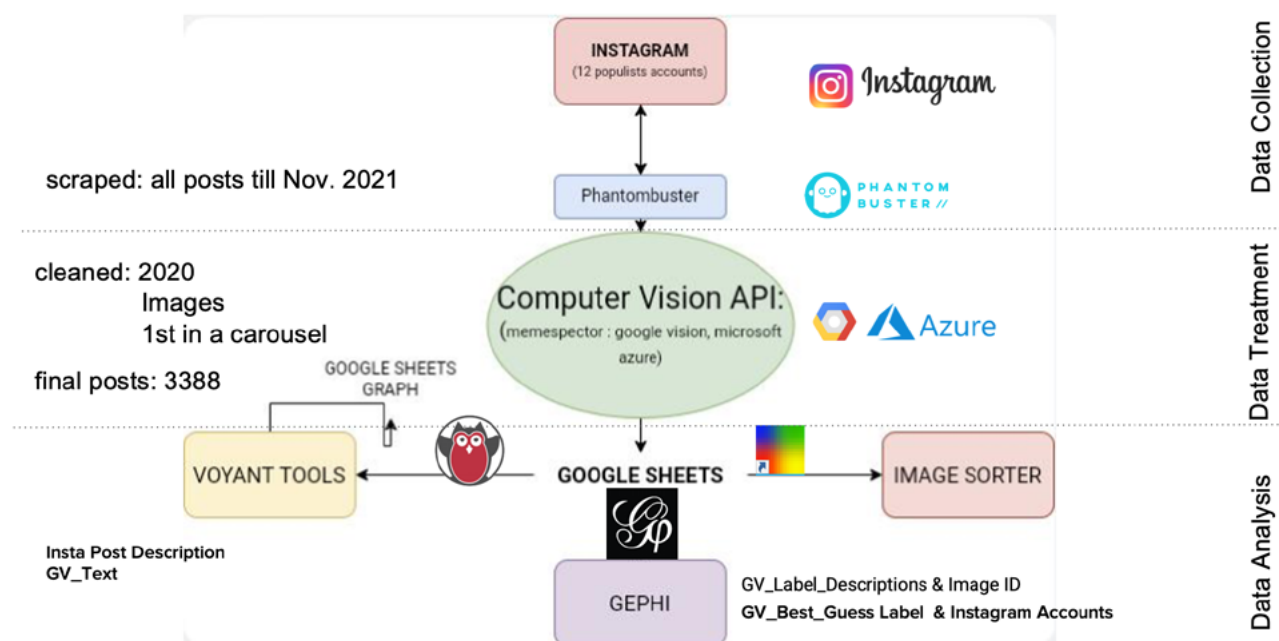 INSTAGRAM
(12 populists accounts)
Instagram
Data Collection
scraped: all posts till Nov. 2021
Phantombuster
PHANTOM
BUSTER //
cleaned: 2020
Images
1st in a carousel
final posts: 3388
Computer Vision API:
(memespector : google vision, microsoft
azure)
Azure
Data Treatment
GOOGLE SHEETS
GRAPH
VOYANT TOOLS
GOOGLE SHEETS
IMAGE SORTER
Gφ
Insta Post Description
GV_Text
GEPHI
GV_Label_Descriptions & Image ID
GV_Best_Guess Label & Instagram Accounts
Data Analysis